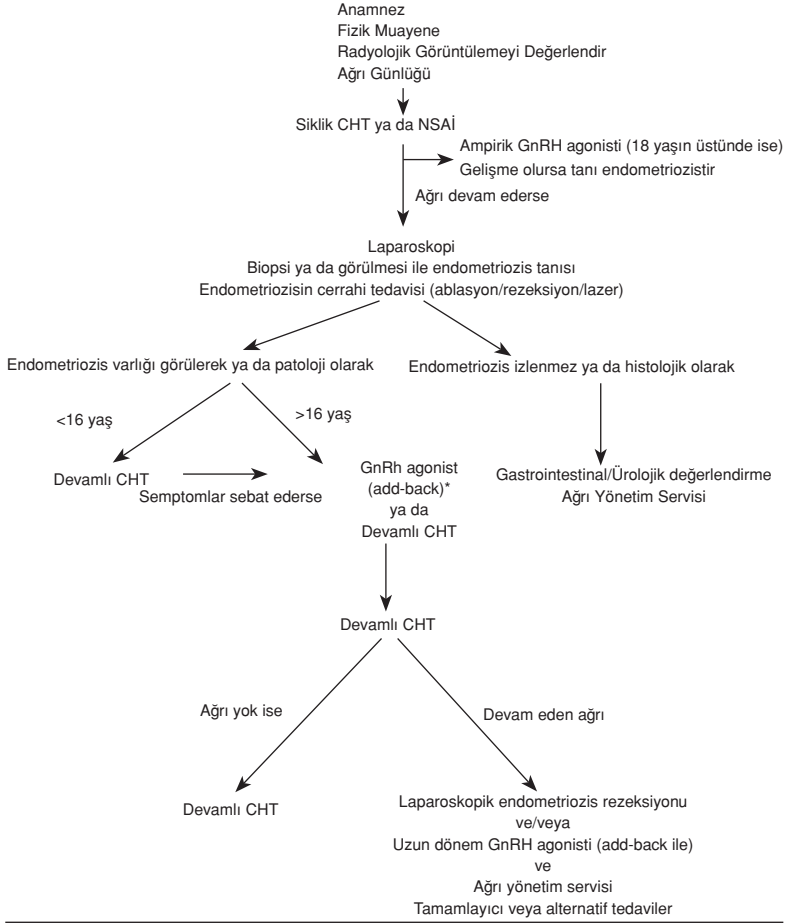 Anamnez
Fizik Muayene
Radyolojik Görüntülemeyi Değerlendir
Ağrı Günlüğü
Siklik CHT ya da NSAİ
Ampirik GnRH agonisti (18 yaşın üstünde ise)
Gelişme olursa tanı endometriozistir
Ağrı devam ederse
Laparoskopi
Biopsi ya da görülmesi ile endometriozis tanısı
Endometriozisin cerrahi tedavisi (ablasyon/rezeksiyon/lazer)
Endometriozis varlığı görülerek ya da patoloji olarak
Endometriozis izlenmez ya da histolojik olarak
<16 yaş
>16 yaş
Devamlı CHT
Semptomlar sebat ederse
GnRh agonist
(add-back)*
ya da
Devamlı CHT
Gastrointestinal/Ürolojik değerlendirme
Ağrı Yönetim Servisi
Devamlı CHT
Ağrı yok ise
Devam eden ağrı
Devamlı CHT
Laparoskopik endometriozis rezeksiyonu
ve/veya
Uzun dönem GnRH agonisti (add-back ile)
ve
Ağrı yönetim servisi
Tamamlayıcı veya alternatif tedaviler